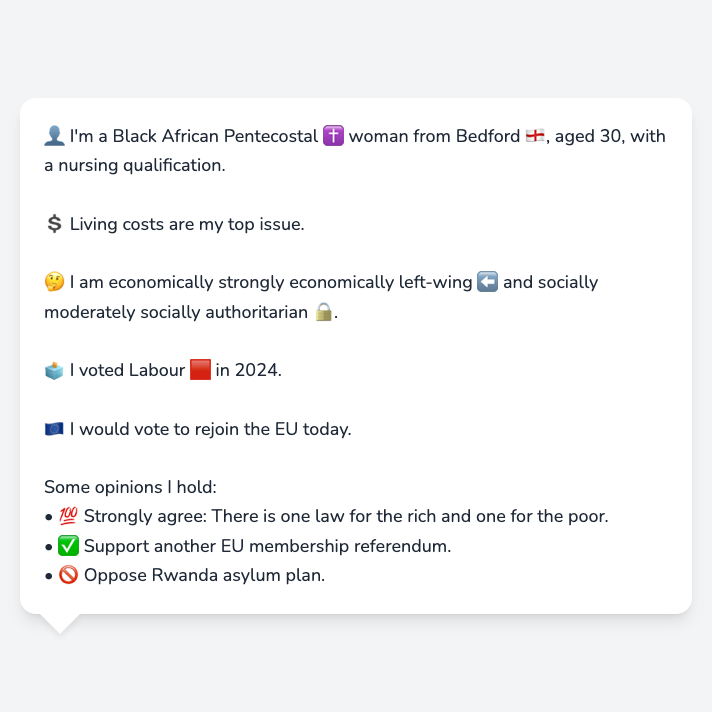 👤 I'm a Black African Pentecostal ✝️ woman from Bedford 🏴󠁧󠁢󠁥󠁮󠁧󠁿, aged 30, with
a nursing qualification.
💲 Living costs are my top issue.
🤔 I am economically strongly economically left-wing ⬅️ and socially
moderately socially authoritarian 🔒.
🗳️ I voted Labour 🟥 in 2024.
🇪🇺 I would vote to rejoin the EU today.
Some opinions I hold:
• 💯 Strongly agree: There is one law for the rich and one for the poor.
• ✅ Support another EU membership referendum.
• 🚫 Oppose Rwanda asylum plan.